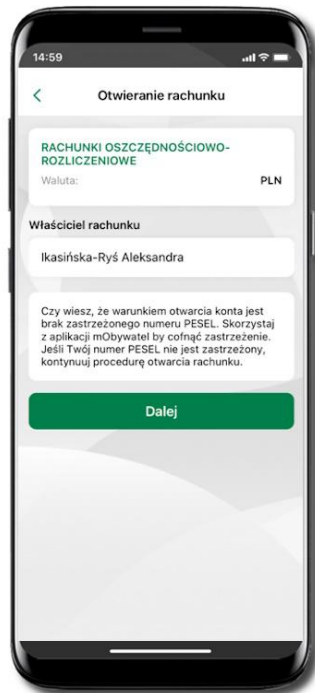 14:59
Otwieranie rachunku
RACHUNKI OSZCZĘDNOŚCIOWO-
ROZLICZENIOWE
Waluta: PLN
Właściciel rachunku
Ikasińska-Ryś Aleksandra
Czy wiesz, że warunkiem otwarcia konta jest
brak zastrzeżonego numeru PESEL. Skorzystaj
z aplikacji mObywatel by cofnąć zastrzeżenie.
Jeśli Twój numer PESEL nie jest zastrzeżony,
kontynuuj procedurę otwarcia rachunku.
Dalej